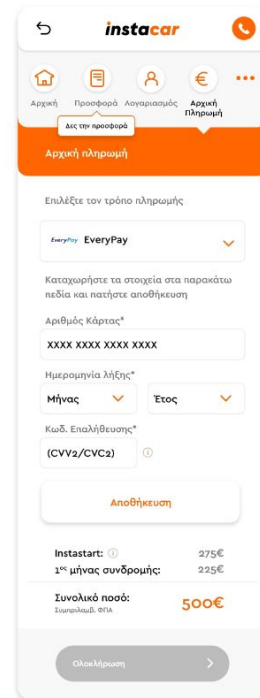 instacar
Αρχική
Προσφορά
Λογαριασμός
Αρχική
Πληρωμή
Δες την προσφορά
Αρχική πληρωμή
Επιλέξτε τον τρόπο πληρωμής
EveryPay EveryPay
Καταχωρήστε τα στοιχεία στα παρακάτω
πεδία και πατήστε αποθήκευση
Αριθμός Κάρτας*
XXXX XXXX XXXX XXXX
Ημερομηνία λήξης*
Μήνας Έτος
Κωδ. Επαλήθευσης*
(CVV2/CVC2)
Αποθήκευση
Instastart: 275€
1ος μήνας συνδρομής: 225€
Συνολικό ποσό: 500€
Συμπεριλαμβ. ΦΠΑ
Ολοκλήρωση